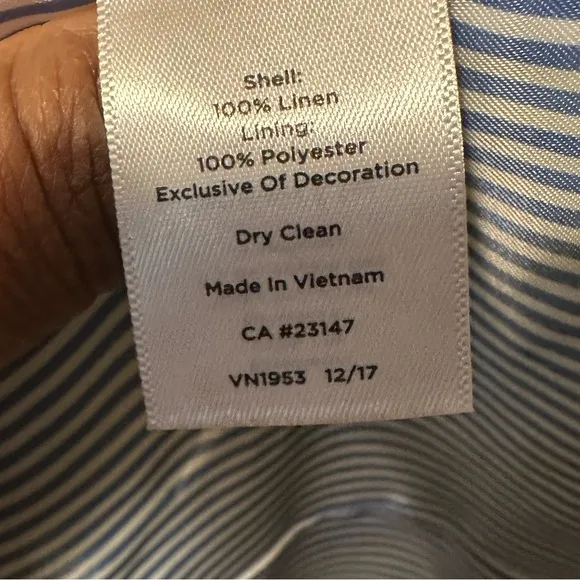 Shell:
100% Linen
Lining:
100% Polyester
Exclusive Of Decoration
Dry Clean
Made In Vietnam
CA #23147
VN1953 12/17